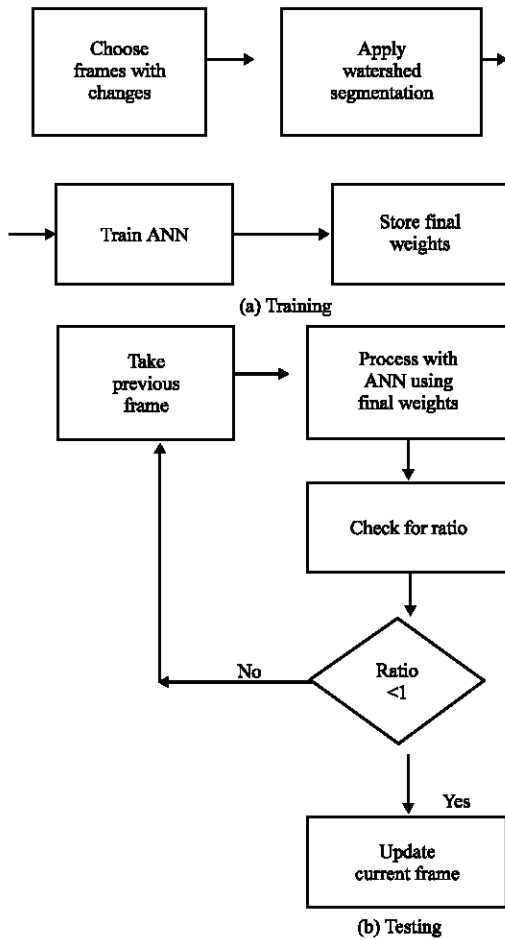 Choose
frames with
changes
Apply
watershed
segmentation
Train ANN
Store final
weights
(a) Training
Take
previous
frame
Process with
ANN using
final weights
Check for ratio
Ratio
<1
No
Yes
Update
current frame
(b) Testing